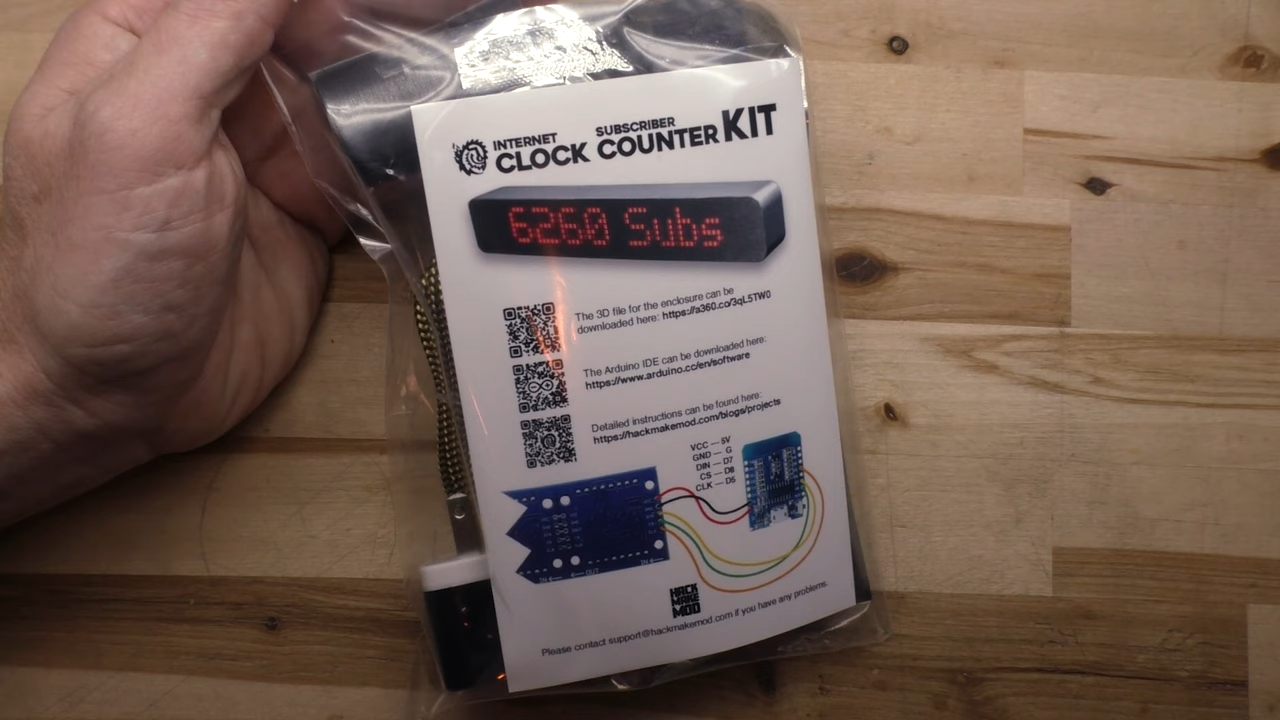 INTERNET
CLOCK
SUBSCRIBER
COUNTER
KIT
6260 Subs
The 3D file for the enclosure can be
downloaded here: https://a360.co/3qL5TW0
The Arduino IDE can be downloaded here:
https://www.arduino.cc/en/software
Detailed instructions can be found here:
https://hackmakemod.com/blogs/projects
VCC — 5V
GND — G
DIN — D7
CS — D8
CLK — D5
IN
OUT
IN
HACK
MAKE
MOD
Please contact support@hackmakemod.com if you have any problems.